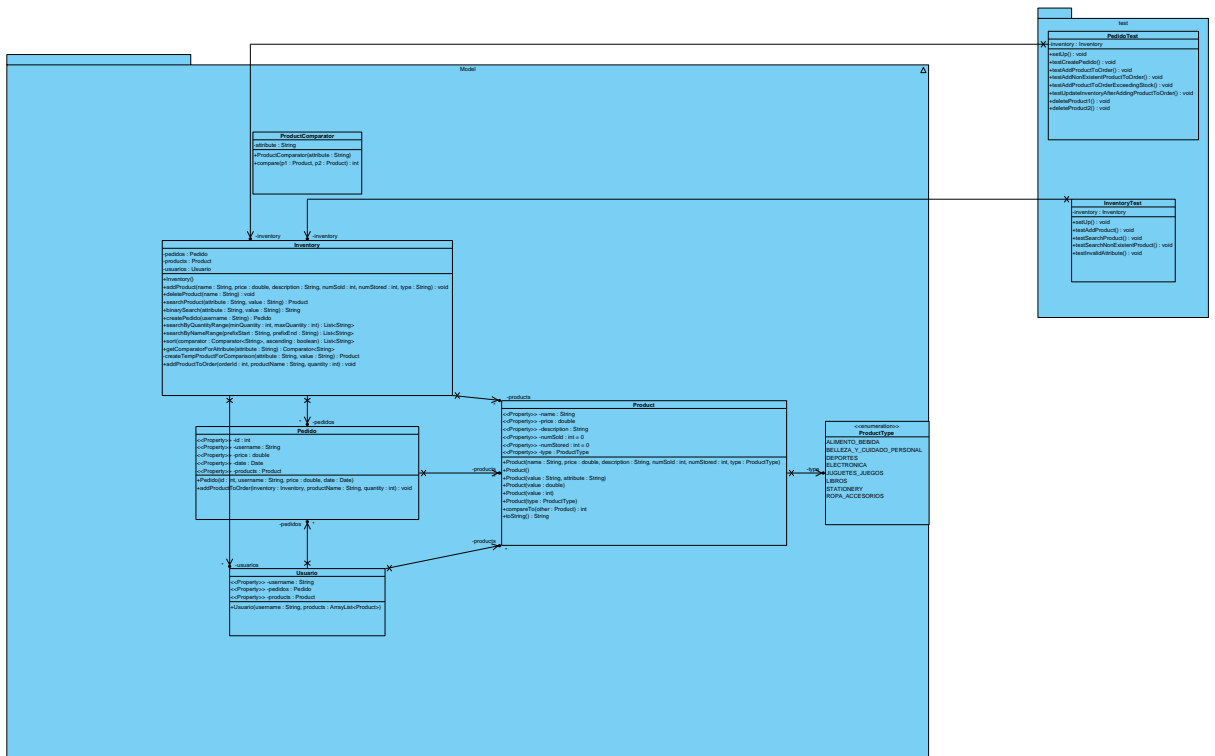 test
PedidoTest
-inventory : Inventory
+setUp() : void
+testCreatePedido() : void
+testAddProductToOrder() : void
+testAddNonExistentProductToOrder() : void
+testAddProductToOrderExceedingStock() : void
+testUpdateInventoryAfterAddingProductToOrder() : void
+deleteProduct1() : void
+deleteProduct2() : void
Model
ProductComparator
-attribute : String
+ProductComparator(attribute : String)
+compare(p1 : Product, p2 : Product) : int
InventoryTest
-inventory : Inventory
+setUp() : void
+testAddProduct() : void
+testSearchProduct() : void
+testSearchNonExistentProduct() : void
+testInvalidAttribute() : void
-inventory
-inventory
Inventory
-pedidos : Pedido
-products : Product
-usuarios : Usuario
+Inventory()
+addProduct(name : String, price : double, description : String, numSold : int, numStored : int, type : String) : void
+deleteProduct(name : String) : void
+searchProduct(attribute : String, value : String) : Product
+binarySearch(attribute : String, value : String) : String
+createPedido(username : String) : Pedido
+searchByQuantityRange(minQuantity : int, maxQuantity : int) : List<String>
+searchByNameRange(prefixStart : String, prefixEnd : String) : List<String>
+sort(comparator : Comparator<String>, ascending : boolean) : List<String>
+getComparatorForAttribute(attribute : String) : Comparator<String>
-createTempProductForComparison(attribute : String, value : String) : Product
+addProductToOrder(orderId : int, productName : String, quantity : int) : void
-products
*
Product
<<Property>> -name : String
<<Property>> -price : double
<<Property>> -description : String
<<Property>> -numSold : int = 0
<<Property>> -numStored : int = 0
<<Property>> -type : ProductType
+Product(name : String, price : double, description : String, numSold : int, numStored : int, type : ProductType)
+Product()
+Product(value : String, attribute : String)
+Product(value : double)
+Product(value : int)
+Product(type : ProductType)
+compareTo(other : Product) : int
+toString() : String
* -pedidos
Pedido
<<Property>> -id : int
<<Property>> -username : String
<<Property>> -price : double
<<Property>> -date : Date
<<Property>> -products : Product
+Pedido(id : int, username : String, price : double, date : Date)
+addProductToOrder(inventory : Inventory, productName : String, quantity : int) : void
-products
-type
<<enumeration>>
ProductType
ALIMENTO_BEBIDA
BELLEZA_Y_CUIDADO_PERSONAL
DEPORTES
ELECTRONICA
JUGUETES_JUEGOS
LIBROS
STATIONERY
ROPA_ACCESORIOS
-pedidos *
-products
*
* -usuarios
Usuario
<<Property>> -username : String
<<Property>> -pedidos : Pedido
<<Property>> -products : Product
+Usuario(username : String, products : ArrayList<Product>)